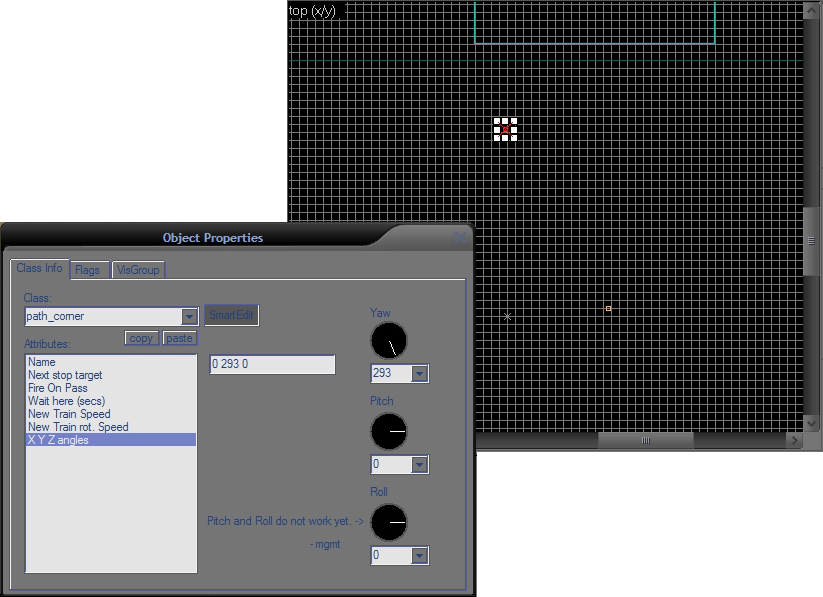 top (x/y)
Object Properties
Class Info
Flags
VisGroup
Class:
path_corner
SmartEdit
copy
paste
Attributes:
Name
Next stop target
Fire On Pass
Wait here (secs)
New Train Speed
New Train rot. Speed
X Y Z angles
0 293 0
Yaw
293
Pitch
0
Roll
Pitch and Roll do not work yet. ->
- mgmt
0